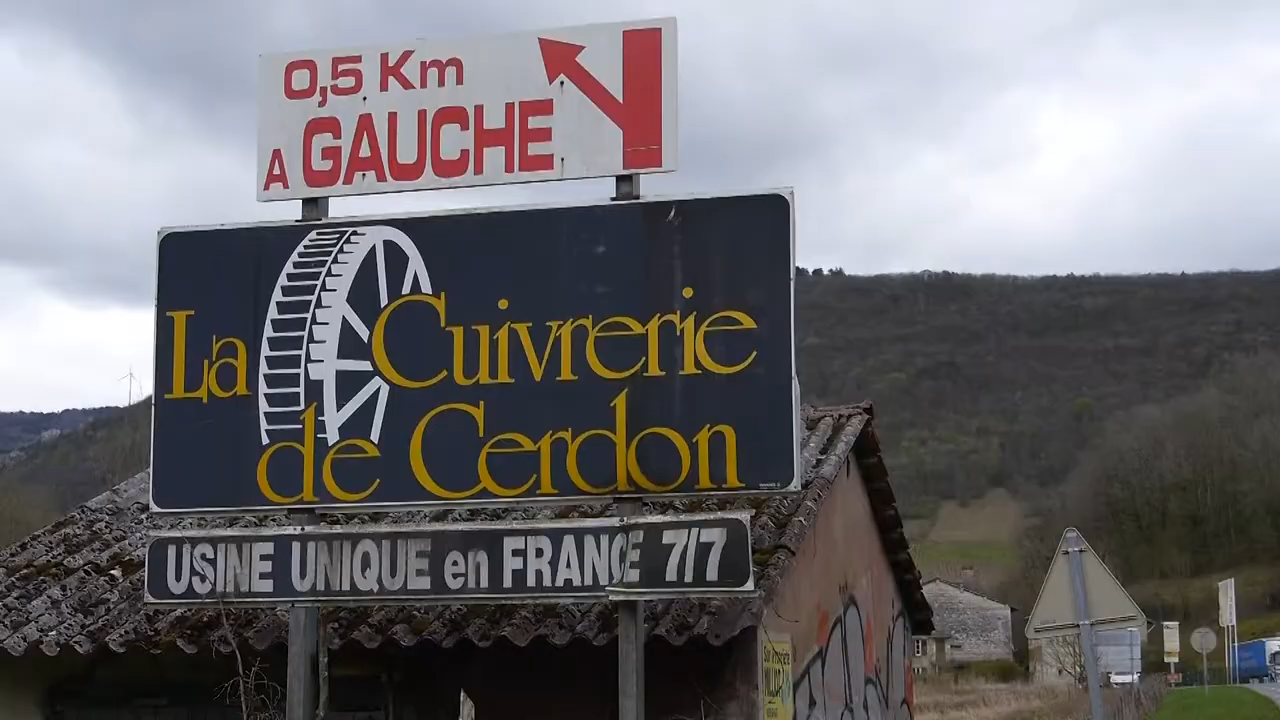 0,5 Km
A GAUCHE
La Cuivrerie
de Cerdon
USINE UNIQUE en FRANCE 7/7